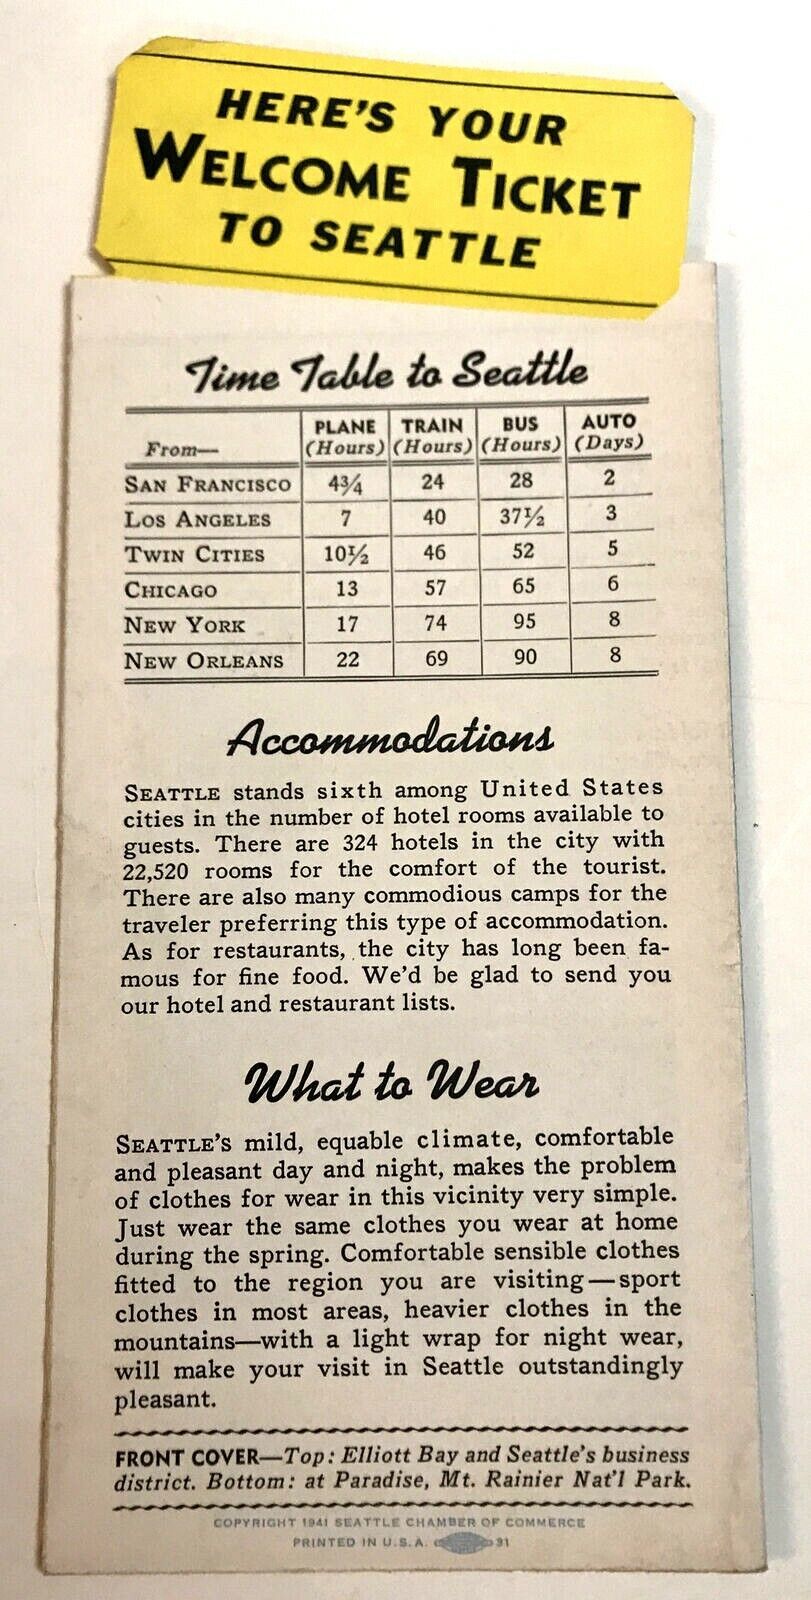 HERE'S YOUR
WELCOME TICKET
TO SEATTLE
Time Table to Seattle
From— PLANE (Hours) TRAIN (Hours) BUS (Hours) AUTO (Days)
SAN FRANCISCO 4¾ 24 28 2
LOS ANGELES 7 40 37½ 3
TWIN CITIES 10½ 46 52 5
CHICAGO 13 57 65 6
NEW YORK 17 74 95 8
NEW ORLEANS 22 69 90 8
Accommodations
SEATTLE stands sixth among United States
cities in the number of hotel rooms available to
guests. There are 324 hotels in the city with
22,520 rooms for the comfort of the tourist.
There are also many commodious camps for the
traveler preferring this type of accommodation.
As for restaurants, the city has long been fa-
mous for fine food. We'd be glad to send you
our hotel and restaurant lists.
What to Wear
SEATTLE'S mild, equable climate, comfortable
and pleasant day and night, makes the problem
of clothes for wear in this vicinity very simple.
Just wear the same clothes you wear at home
during the spring. Comfortable sensible clothes
fitted to the region you are visiting—sport
clothes in most areas, heavier clothes in the
mountains—with a light wrap for night wear,
will make your visit in Seattle outstandingly
pleasant.
FRONT COVER—Top: Elliott Bay and Seattle's business
district. Bottom: at Paradise, Mt. Rainier Nat'l Park.
COPYRIGHT 1941 SEATTLE CHAMBER OF COMMERCE
PRINTED IN U.S.A. 31